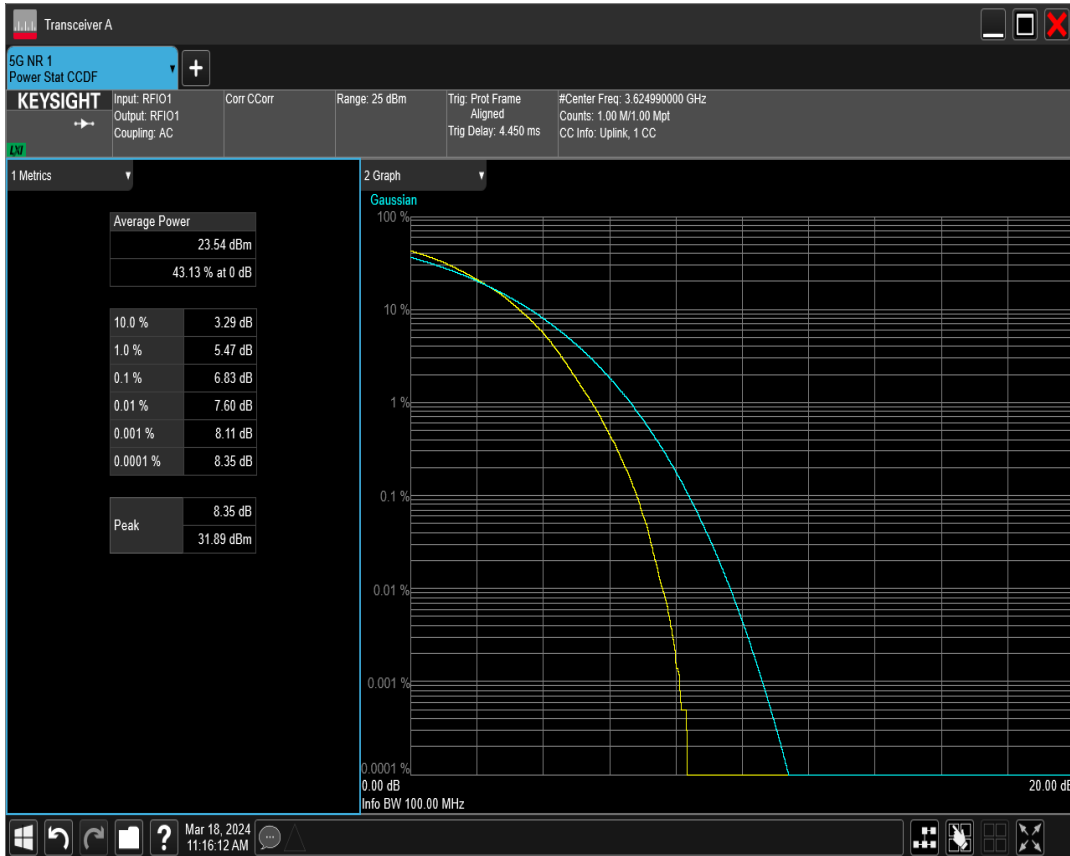 Transceiver A
5G NR 1
Power Stat CCDF
KEYSIGHT
LXI
Input: RFIO1
Output: RFIO1
Coupling: AC
Corr CCorr
Range: 25 dBm
Trig: Prot Frame
Aligned
Trig Delay: 4.450 ms
#Center Freq: 3.624990000 GHz
Counts: 1.00 M/1.00 Mpt
CC Info: Uplink, 1 CC
1 Metrics
Average Power
23.54 dBm
43.13 % at 0 dB
10.0 % 3.29 dB
1.0 % 5.47 dB
0.1 % 6.83 dB
0.01 % 7.60 dB
0.001 % 8.11 dB
0.0001 % 8.35 dB
Peak
8.35 dB
31.89 dBm
2 Graph
Gaussian
100 %
10 %
1 %
0.1 %
0.01 %
0.001 %
0.0001 %
0.00 dB 20.00 dB
Info BW 100.00 MHz
Mar 18, 2024
11:16:12 AM